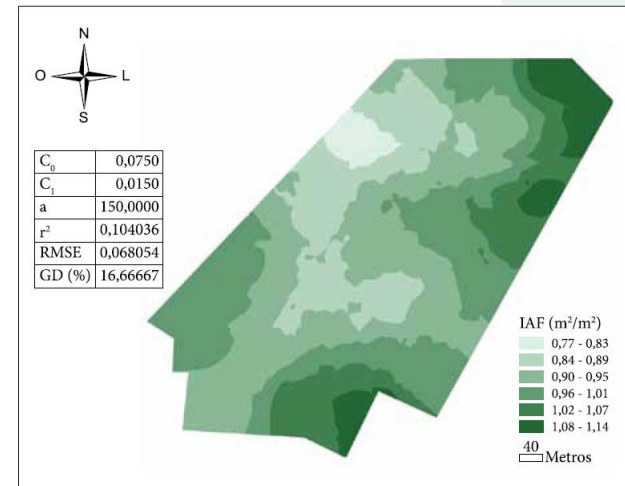 N
O L
S
C₀ 0,0750
C₁ 0,0150
a 150,0000
r² 0,104036
RMSE 0,068054
GD (%) 16,66667
IAF (m²/m²)
0,77 - 0,83
0,84 - 0,89
0,90 - 0,95
0,96 - 1,01
1,02 - 1,07
1,08 - 1,14
40
Metros